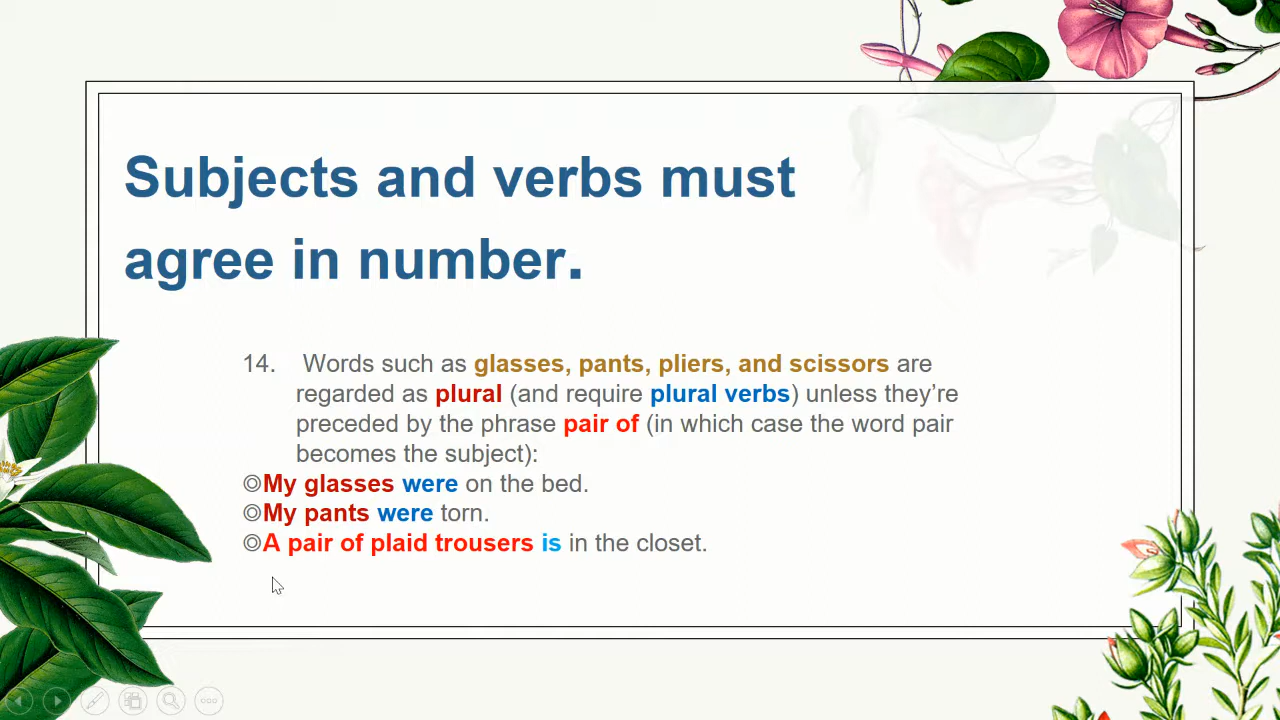 Subjects and verbs must
agree in number.
14. Words such as glasses, pants, pliers, and scissors are
regarded as plural (and require plural verbs) unless they’re
preceded by the phrase pair of (in which case the word pair
becomes the subject):
◎My glasses were on the bed.
◎My pants were torn.
◎A pair of plaid trousers is in the closet.